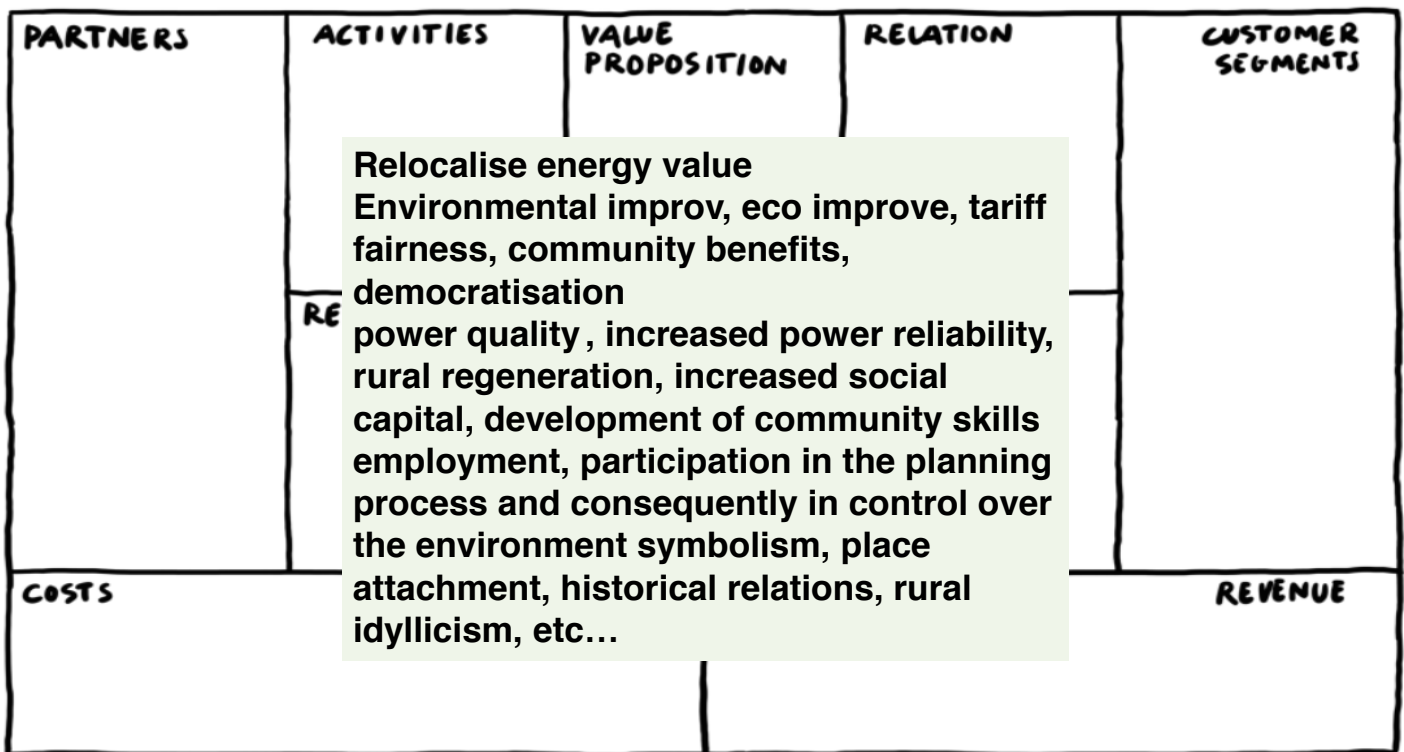 PARTNERS
ACTIVITIES
VALUE
PROPOSITION
RELATION
CUSTOMER
SEGMENTS
Relocalise energy value
Environmental improv, eco improve, tariff
fairness, community benefits,
democratisation
power quality , increased power reliability,
rural regeneration, increased social
capital, development of community skills
employment, participation in the planning
process and consequently in control over
the environment symbolism, place
attachment, historical relations, rural
idyllicism, etc…
RE
COSTS
REVENUE